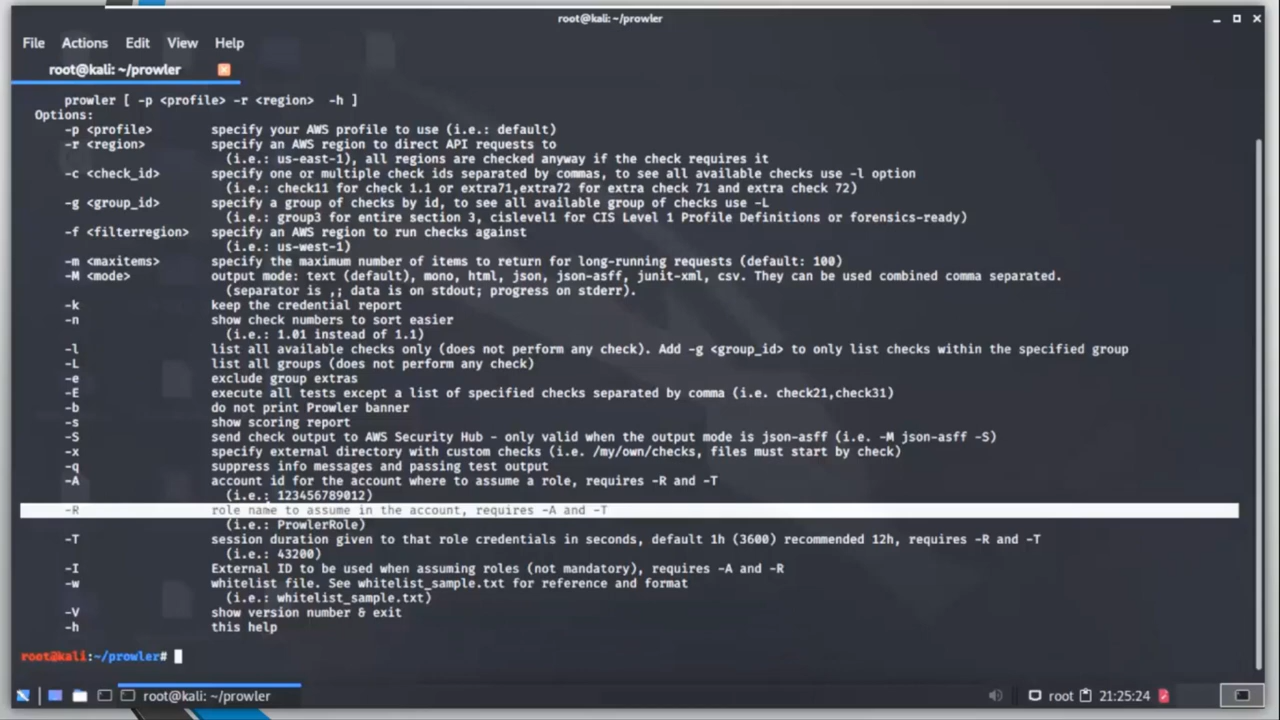 root@kali: ~/prowler
File Actions Edit View Help
root@kali: ~/prowler
prowler [ -p <profile> -r <region> -h ]
Options:
-p <profile> specify your AWS profile to use (i.e.: default)
-r <region> specify an AWS region to direct API requests to
(i.e.: us-east-1), all regions are checked anyway if the check requires it
-c <check_id> specify one or multiple check ids separated by commas, to see all available checks use -l option
(i.e.: check11 for check 1.1 or extra71,extra72 for extra check 71 and extra check 72)
-g <group_id> specify a group of checks by id, to see all available group of checks use -L
(i.e.: group3 for entire section 3, cislevel1 for CIS Level 1 Profile Definitions or forensics-ready)
-f <filterregion> specify an AWS region to run checks against
(i.e.: us-west-1)
-m <maxitems> specify the maximum number of items to return for long-running requests (default: 100)
-M <mode> output mode: text (default), mono, html, json, json-asff, junit-xml, csv. They can be used combined comma separated.
(separator is ,; data is on stdout; progress on stderr).
-k keep the credential report
-n show check numbers to sort easier
(i.e.: 1.01 instead of 1.1)
-l list all available checks only (does not perform any check). Add -g <group_id> to only list checks within the specified group
-L list all groups (does not perform any check)
-e exclude group extras
-E execute all tests except a list of specified checks separated by comma (i.e. check21,check31)
-b do not print Prowler banner
-s show scoring report
-S send check output to AWS Security Hub - only valid when the output mode is json-asff (i.e. -M json-asff -S)
-x specify external directory with custom checks (i.e. /my/own/checks, files must start by check)
-q suppress info messages and passing test output
-A account id for the account where to assume a role, requires -R and -T
(i.e.: 123456789012)
-R role name to assume in the account, requires -A and -T
(i.e.: ProwlerRole)
-T session duration given to that role credentials in seconds, default 1h (3600) recommended 12h, requires -R and -T
(i.e.: 43200)
-I External ID to be used when assuming roles (not mandatory), requires -A and -R
-w whitelist file. See whitelist_sample.txt for reference and format
(i.e.: whitelist_sample.txt)
-V show version number & exit
-h this help
root@kali:~/prowler#
root@kali: ~/prowler root 21:25:24